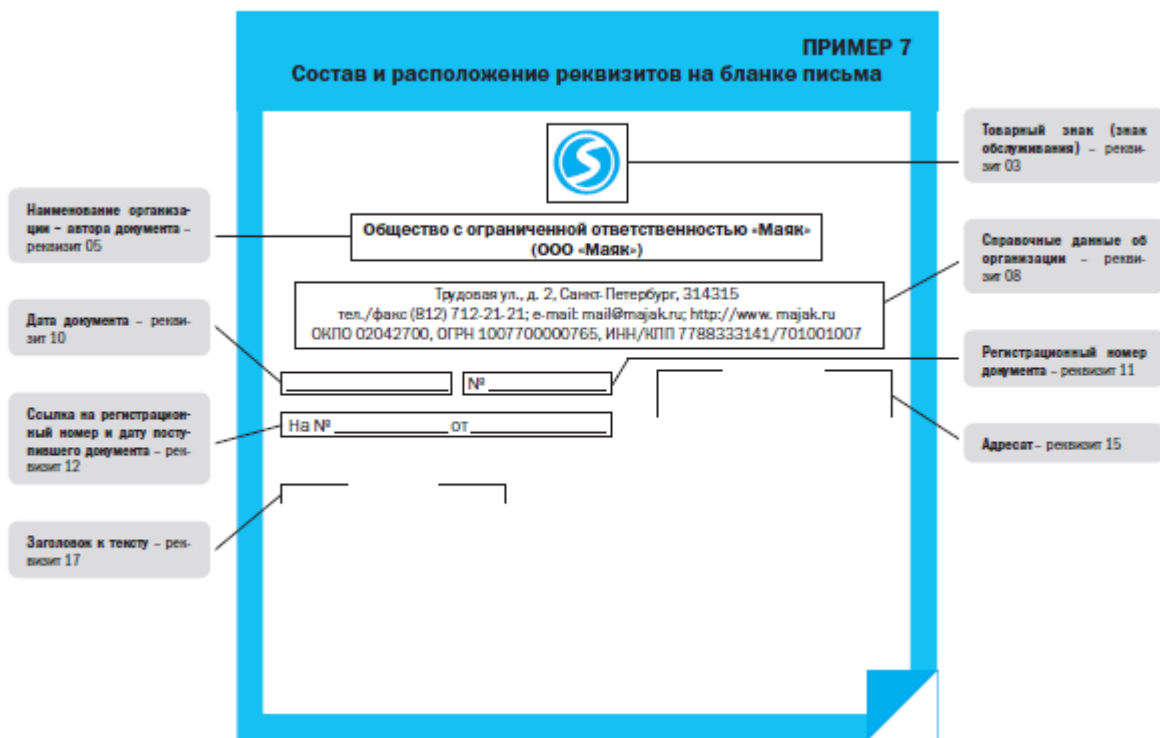 ПРИМЕР 7
Состав и расположение реквизитов на бланке письма
Товарный знак (знак
обслуживания) – рекви-
зит 03
Наименование организа-
ции – автора документа –
реквизит 05
Общество с ограниченной ответственностью «Маяк»
(ООО «Маяк»)
Справочные данные об
организации – рекви-
зит 08
Трудовая ул., д. 2, Санкт-Петербург, 314315
тел./факс (812) 712-21-21; e-mail: mail@majak.ru; http://www. majak.ru
ОКПО 02042700, ОГРН 1007700000765, ИНН/КПП 7788333141/701001007
Дата документа – рекви-
зит 10
Регистрационный номер
документа – реквизит 11
№
Ссылка на регистрацион-
ный номер и дату посту-
пившего документа – рек-
визит 12
На № от
Адресат – реквизит 15
Заголовок к тексту – рек-
визит 17